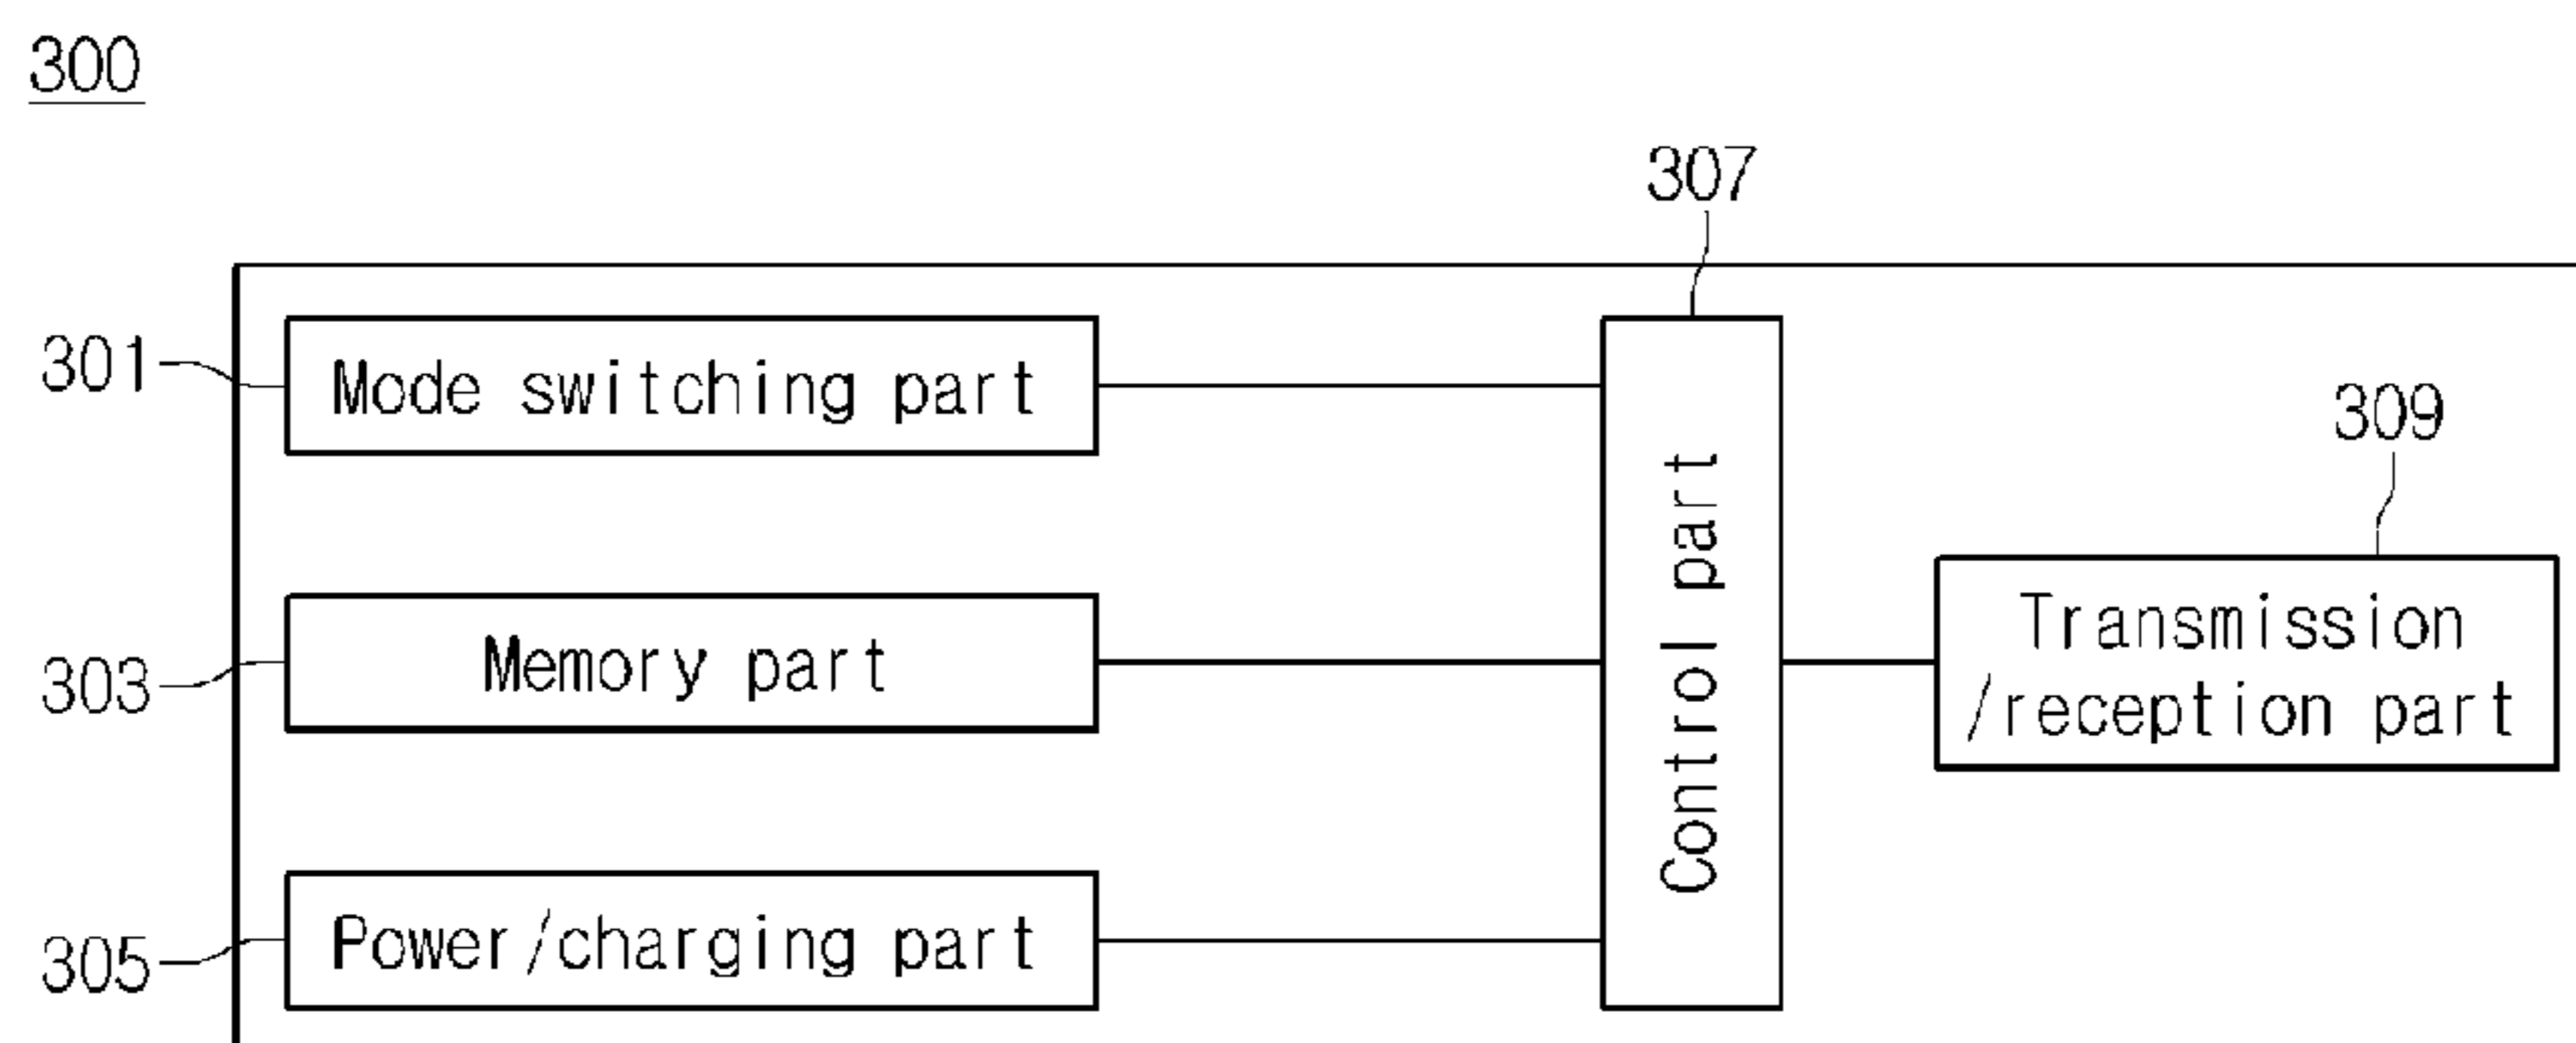 300
307
301
Mode switching part
309
Control part
Transmission
/reception part
303
Memory part
305
Power/charging part